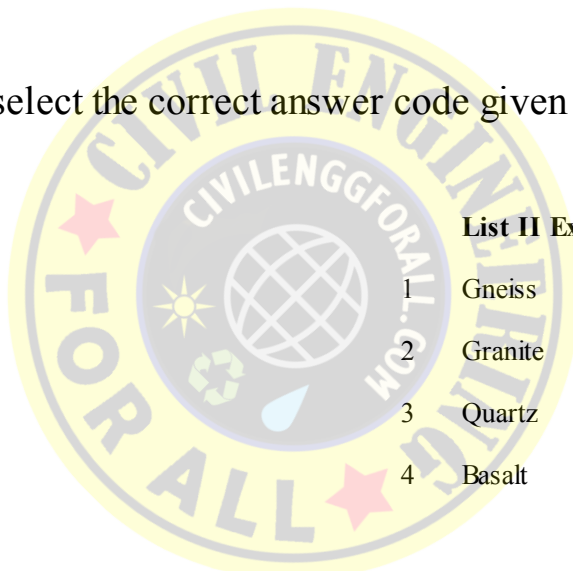 select the correct answer code given
List II Ex
1 Gneiss
2 Granite
3 Quartz
4 Basalt
CIVIL ENGINEERING
CIVILENGGFORALL.COM
FOR ALL